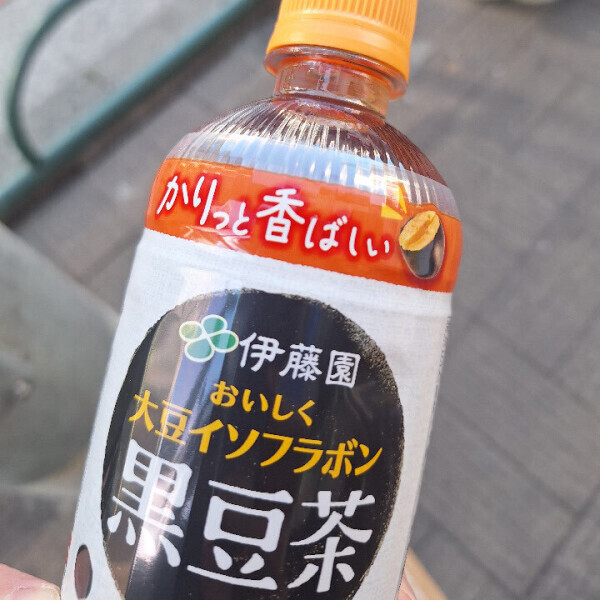 かりっと香ばしい
伊藤園
おいしく
大豆イソフラボン
黒豆茶